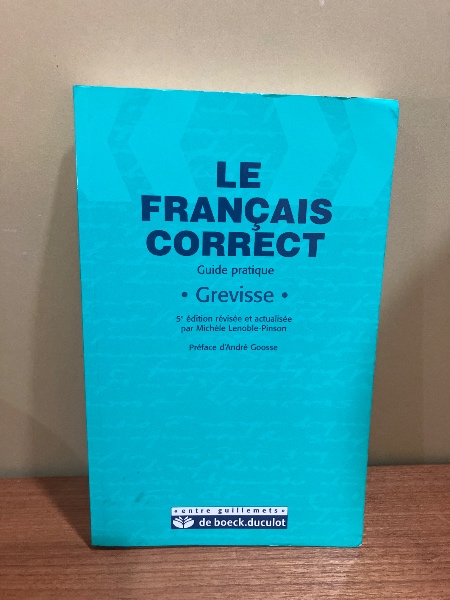 LE
FRANÇAIS
CORRECT
Guide pratique
• Grevisse •
5e édition révisée et actualisée
par Michèle Lenoble-Pinson
Préface d'André Goosse
«entre guillemets»
de boeck.duculot